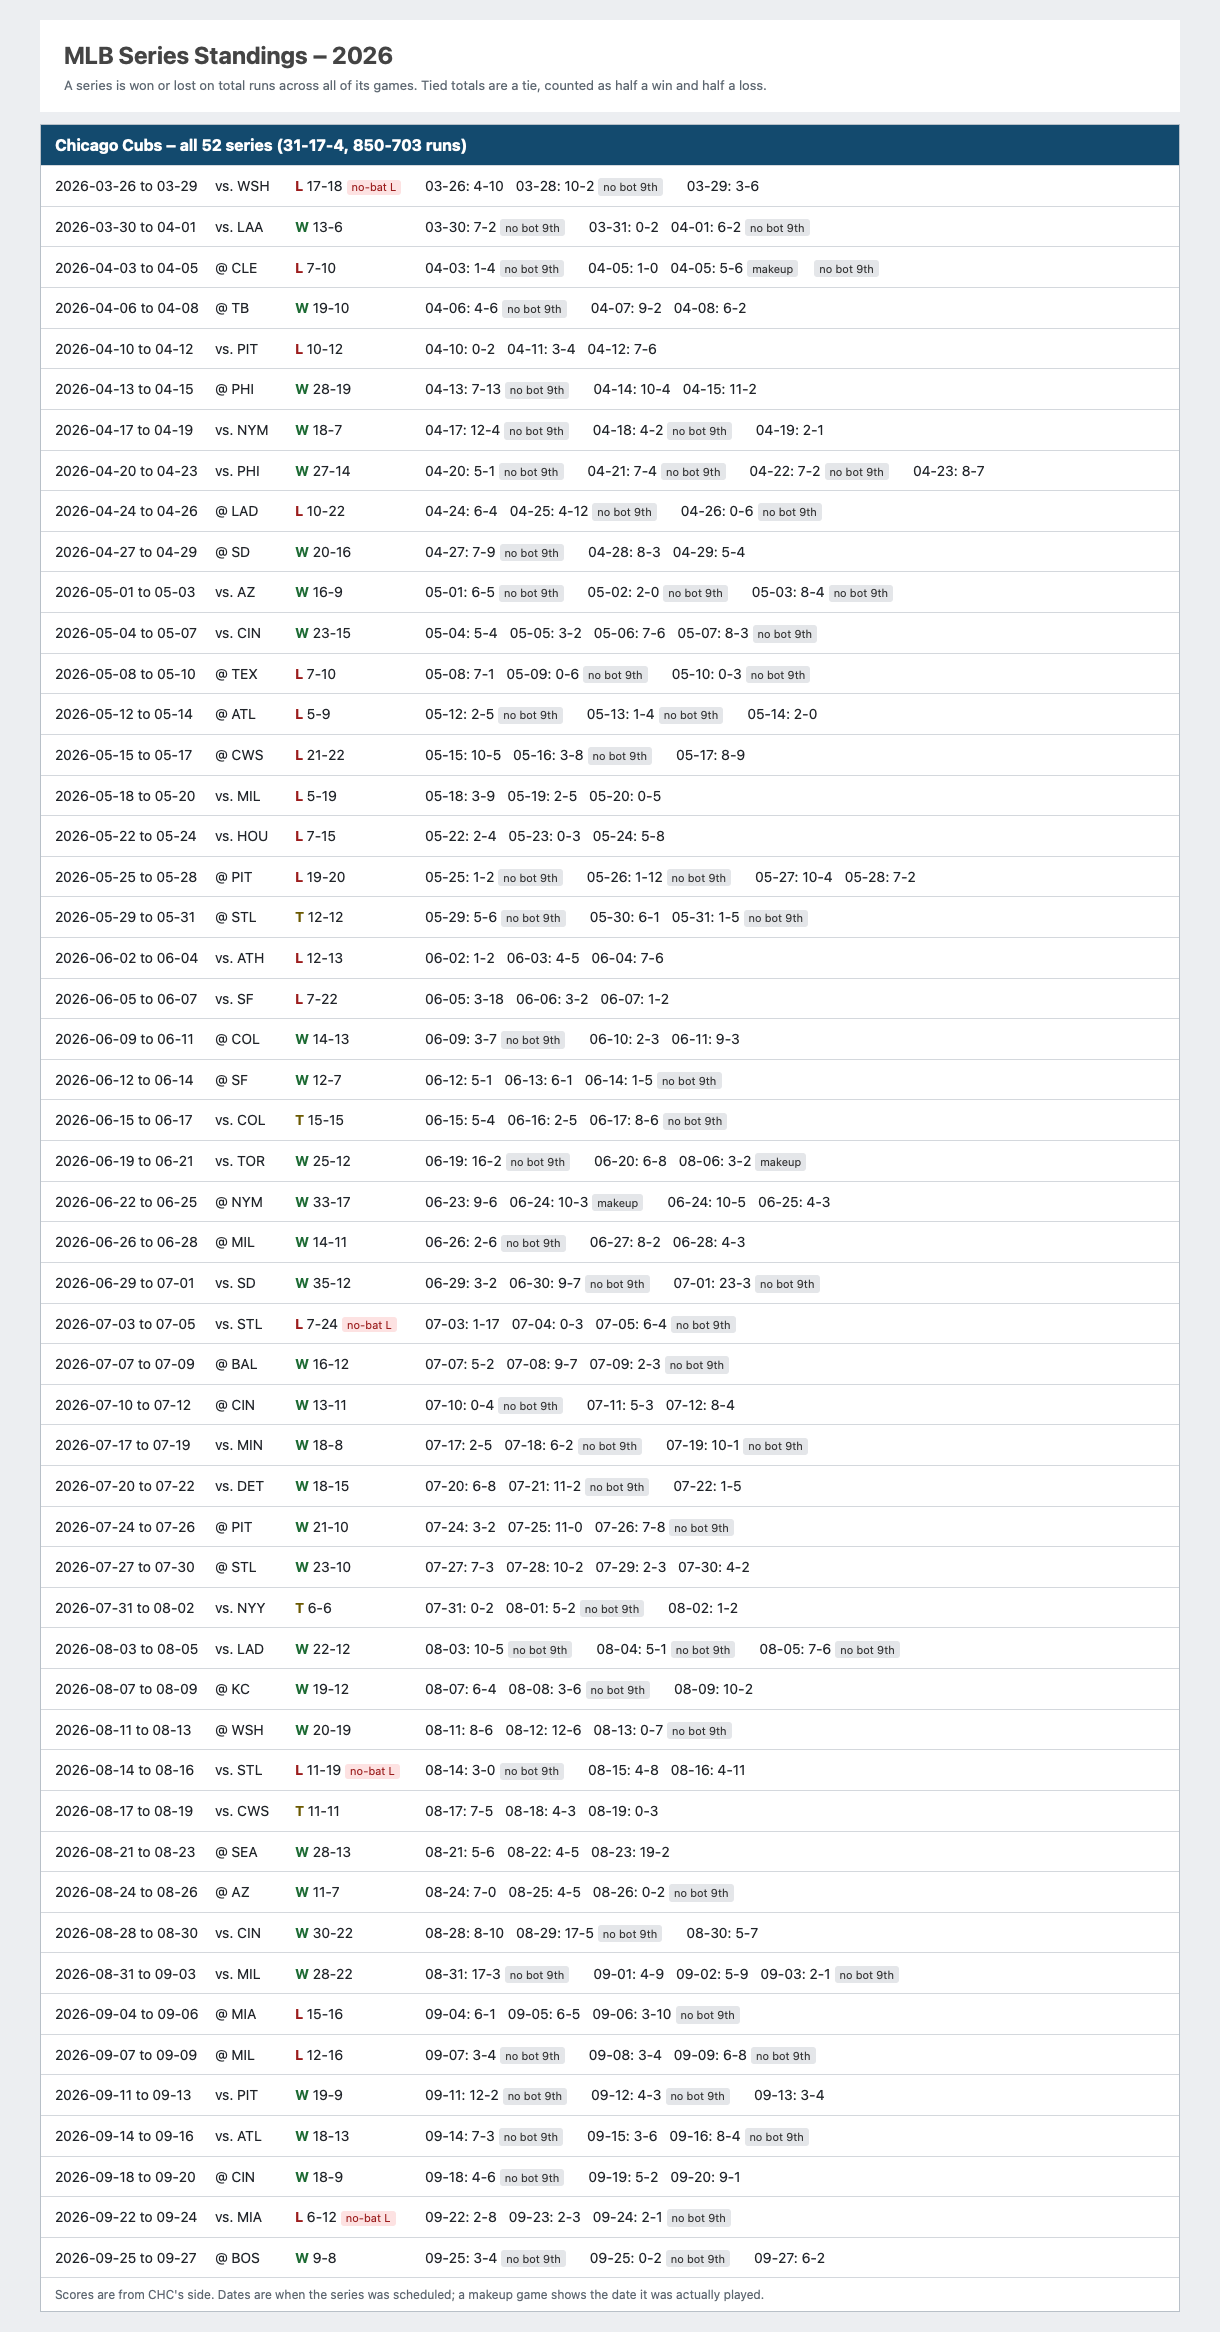 MLB Series Standings – 2026
A series is won or lost on total runs across all of its games. Tied totals are a tie, counted as half a win and half a loss.
Chicago Cubs – all 52 series (31-17-4, 850-703 runs)
2026-03-26 to 03-29 vs. WSH L 17-18 no-bat L 03-26: 4-10 03-28: 10-2 no bot 9th 03-29: 3-6
2026-03-30 to 04-01 vs. LAA W 13-6 03-30: 7-2 no bot 9th 03-31: 0-2 04-01: 6-2 no bot 9th
2026-04-03 to 04-05 @ CLE L 7-10 04-03: 1-4 no bot 9th 04-05: 1-0 04-05: 5-6 makeup no bot 9th
2026-04-06 to 04-08 @ TB W 19-10 04-06: 4-6 no bot 9th 04-07: 9-2 04-08: 6-2
2026-04-10 to 04-12 vs. PIT L 10-12 04-10: 0-2 04-11: 3-4 04-12: 7-6
2026-04-13 to 04-15 @ PHI W 28-19 04-13: 7-13 no bot 9th 04-14: 10-4 04-15: 11-2
2026-04-17 to 04-19 vs. NYM W 18-7 04-17: 12-4 no bot 9th 04-18: 4-2 no bot 9th 04-19: 2-1
2026-04-20 to 04-23 vs. PHI W 27-14 04-20: 5-1 no bot 9th 04-21: 7-4 no bot 9th 04-22: 7-2 no bot 9th 04-23: 8-7
2026-04-24 to 04-26 @ LAD L 10-22 04-24: 6-4 04-25: 4-12 no bot 9th 04-26: 0-6 no bot 9th
2026-04-27 to 04-29 @ SD W 20-16 04-27: 7-9 no bot 9th 04-28: 8-3 04-29: 5-4
2026-05-01 to 05-03 vs. AZ W 16-9 05-01: 6-5 no bot 9th 05-02: 2-0 no bot 9th 05-03: 8-4 no bot 9th
2026-05-04 to 05-07 vs. CIN W 23-15 05-04: 5-4 05-05: 3-2 05-06: 7-6 05-07: 8-3 no bot 9th
2026-05-08 to 05-10 @ TEX L 7-10 05-08: 7-1 05-09: 0-6 no bot 9th 05-10: 0-3 no bot 9th
2026-05-12 to 05-14 @ ATL L 5-9 05-12: 2-5 no bot 9th 05-13: 1-4 no bot 9th 05-14: 2-0
2026-05-15 to 05-17 @ CWS L 21-22 05-15: 10-5 05-16: 3-8 no bot 9th 05-17: 8-9
2026-05-18 to 05-20 vs. MIL L 5-19 05-18: 3-9 05-19: 2-5 05-20: 0-5
2026-05-22 to 05-24 vs. HOU L 7-15 05-22: 2-4 05-23: 0-3 05-24: 5-8
2026-05-25 to 05-28 @ PIT L 19-20 05-25: 1-2 no bot 9th 05-26: 1-12 no bot 9th 05-27: 10-4 05-28: 7-2
2026-05-29 to 05-31 @ STL T 12-12 05-29: 5-6 no bot 9th 05-30: 6-1 05-31: 1-5 no bot 9th
2026-06-02 to 06-04 vs. ATH L 12-13 06-02: 1-2 06-03: 4-5 06-04: 7-6
2026-06-05 to 06-07 vs. SF L 7-22 06-05: 3-18 06-06: 3-2 06-07: 1-2
2026-06-09 to 06-11 @ COL W 14-13 06-09: 3-7 no bot 9th 06-10: 2-3 06-11: 9-3
2026-06-12 to 06-14 @ SF W 12-7 06-12: 5-1 06-13: 6-1 06-14: 1-5 no bot 9th
2026-06-15 to 06-17 vs. COL T 15-15 06-15: 5-4 06-16: 2-5 06-17: 8-6 no bot 9th
2026-06-19 to 06-21 vs. TOR W 25-12 06-19: 16-2 no bot 9th 06-20: 6-8 08-06: 3-2 makeup
2026-06-22 to 06-25 @ NYM W 33-17 06-23: 9-6 06-24: 10-3 makeup 06-24: 10-5 06-25: 4-3
2026-06-26 to 06-28 @ MIL W 14-11 06-26: 2-6 no bot 9th 06-27: 8-2 06-28: 4-3
2026-06-29 to 07-01 vs. SD W 35-12 06-29: 3-2 06-30: 9-7 no bot 9th 07-01: 23-3 no bot 9th
2026-07-03 to 07-05 vs. STL L 7-24 no-bat L 07-03: 1-17 07-04: 0-3 07-05: 6-4 no bot 9th
2026-07-07 to 07-09 @ BAL W 16-12 07-07: 5-2 07-08: 9-7 07-09: 2-3 no bot 9th
2026-07-10 to 07-12 @ CIN W 13-11 07-10: 0-4 no bot 9th 07-11: 5-3 07-12: 8-4
2026-07-17 to 07-19 vs. MIN W 18-8 07-17: 2-5 07-18: 6-2 no bot 9th 07-19: 10-1 no bot 9th
2026-07-20 to 07-22 vs. DET W 18-15 07-20: 6-8 07-21: 11-2 no bot 9th 07-22: 1-5
2026-07-24 to 07-26 @ PIT W 21-10 07-24: 3-2 07-25: 11-0 07-26: 7-8 no bot 9th
2026-07-27 to 07-30 @ STL W 23-10 07-27: 7-3 07-28: 10-2 07-29: 2-3 07-30: 4-2
2026-07-31 to 08-02 vs. NYY T 6-6 07-31: 0-2 08-01: 5-2 no bot 9th 08-02: 1-2
2026-08-03 to 08-05 vs. LAD W 22-12 08-03: 10-5 no bot 9th 08-04: 5-1 no bot 9th 08-05: 7-6 no bot 9th
2026-08-07 to 08-09 @ KC W 19-12 08-07: 6-4 08-08: 3-6 no bot 9th 08-09: 10-2
2026-08-11 to 08-13 @ WSH W 20-19 08-11: 8-6 08-12: 12-6 08-13: 0-7 no bot 9th
2026-08-14 to 08-16 vs. STL L 11-19 no-bat L 08-14: 3-0 no bot 9th 08-15: 4-8 08-16: 4-11
2026-08-17 to 08-19 vs. CWS T 11-11 08-17: 7-5 08-18: 4-3 08-19: 0-3
2026-08-21 to 08-23 @ SEA W 28-13 08-21: 5-6 08-22: 4-5 08-23: 19-2
2026-08-24 to 08-26 @ AZ W 11-7 08-24: 7-0 08-25: 4-5 08-26: 0-2 no bot 9th
2026-08-28 to 08-30 vs. CIN W 30-22 08-28: 8-10 08-29: 17-5 no bot 9th 08-30: 5-7
2026-08-31 to 09-03 vs. MIL W 28-22 08-31: 17-3 no bot 9th 09-01: 4-9 09-02: 5-9 09-03: 2-1 no bot 9th
2026-09-04 to 09-06 @ MIA L 15-16 09-04: 6-1 09-05: 6-5 09-06: 3-10 no bot 9th
2026-09-07 to 09-09 @ MIL L 12-16 09-07: 3-4 no bot 9th 09-08: 3-4 09-09: 6-8 no bot 9th
2026-09-11 to 09-13 vs. PIT W 19-9 09-11: 12-2 no bot 9th 09-12: 4-3 no bot 9th 09-13: 3-4
2026-09-14 to 09-16 vs. ATL W 18-13 09-14: 7-3 no bot 9th 09-15: 3-6 09-16: 8-4 no bot 9th
2026-09-18 to 09-20 @ CIN W 18-9 09-18: 4-6 no bot 9th 09-19: 5-2 09-20: 9-1
2026-09-22 to 09-24 vs. MIA L 6-12 no-bat L 09-22: 2-8 09-23: 2-3 09-24: 2-1 no bot 9th
2026-09-25 to 09-27 @ BOS W 9-8 09-25: 3-4 no bot 9th 09-25: 0-2 no bot 9th 09-27: 6-2
Scores are from CHC's side. Dates are when the series was scheduled; a makeup game shows the date it was actually played.